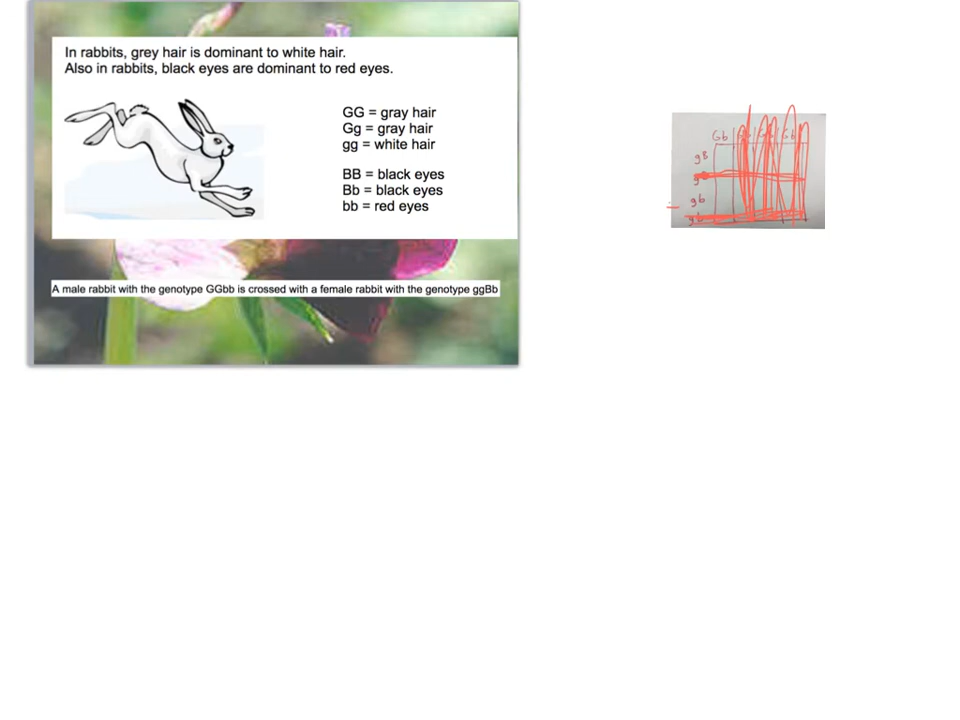 In rabbits, grey hair is dominant to white hair.
Also in rabbits, black eyes are dominant to red eyes.
GG = gray hair
Gg = gray hair
gg = white hair
BB = black eyes
Bb = black eyes
bb = red eyes
A male rabbit with the genotype GGbb is crossed with a female rabbit with the genotype ggBb
Gb Gb
gB
gb
gb